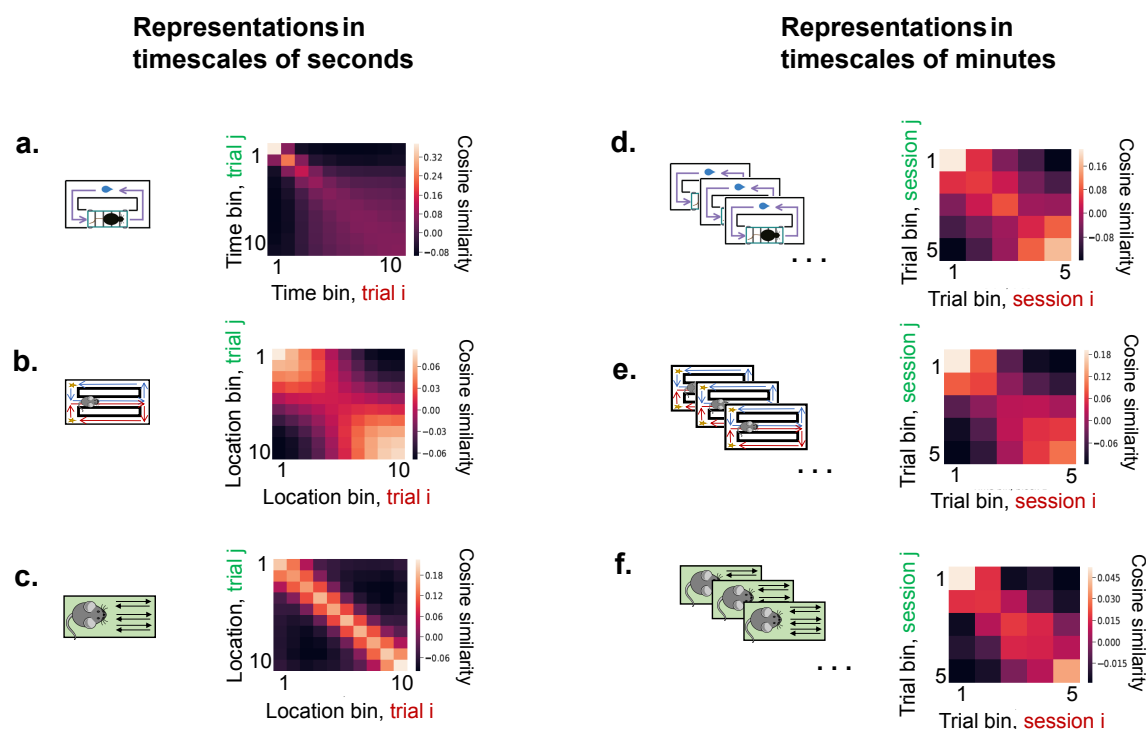 Representations in
timescales of seconds
Representations in
timescales of minutes
a.
Time bin, trial j
1
10
1
10
Time bin, trial i
0.32
0.24
0.16
0.08
0.00
−0.08
Cosine similarity
b.
Location bin, trial j
1
10
1
10
Location bin, trial i
0.06
0.03
0.00
−0.03
−0.06
Cosine similarity
c.
Location, trial j
1
10
1
10
Location bin, trial i
0.18
0.12
0.06
0.00
−0.06
Cosine similarity
d.
. . .
Trial bin, session j
1
5
1
5
Trial bin, session i
0.16
0.08
0.00
−0.08
Cosine similarity
e.
. . .
Trial bin, session j
1
5
1
5
Trial bin, session i
0.18
0.12
0.06
0.00
−0.06
Cosine similarity
f.
. . .
Trial bin, session j
1
5
1
5
Trial bin, session i
0.045
0.030
0.015
0.000
−0.015
Cosine similarity